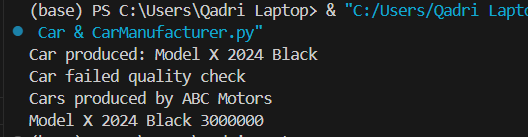 (base) PS C:\Users\Qadri Laptop> & "C:/Users/Qadri Lapto
Car & CarManufacturer.py"
Car produced: Model X 2024 Black
Car failed quality check
Cars produced by ABC Motors
Model X 2024 Black 3000000